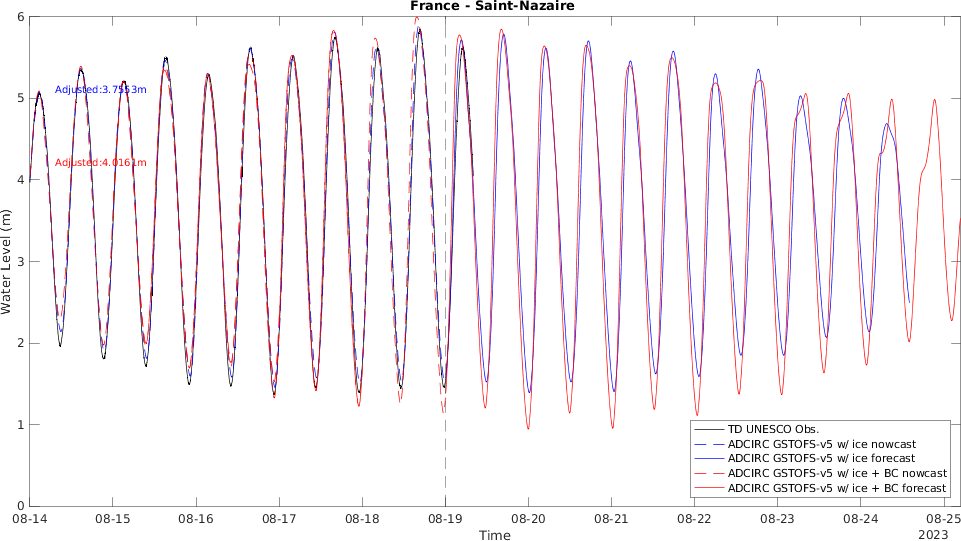 France - Saint-Nazaire
6
5
4
3
2
1
0
Water Level (m)
Adjusted:3.7553m
Adjusted:4.0161m
TD UNESCO Obs.
ADCIRC GSTOFS-v5 w/ ice nowcast
ADCIRC GSTOFS-v5 w/ ice forecast
ADCIRC GSTOFS-v5 w/ ice + BC nowcast
ADCIRC GSTOFS-v5 w/ ice + BC forecast
08-14 08-15 08-16 08-17 08-18 08-19 08-20 08-21 08-22 08-23 08-24 08-25
Time
2023